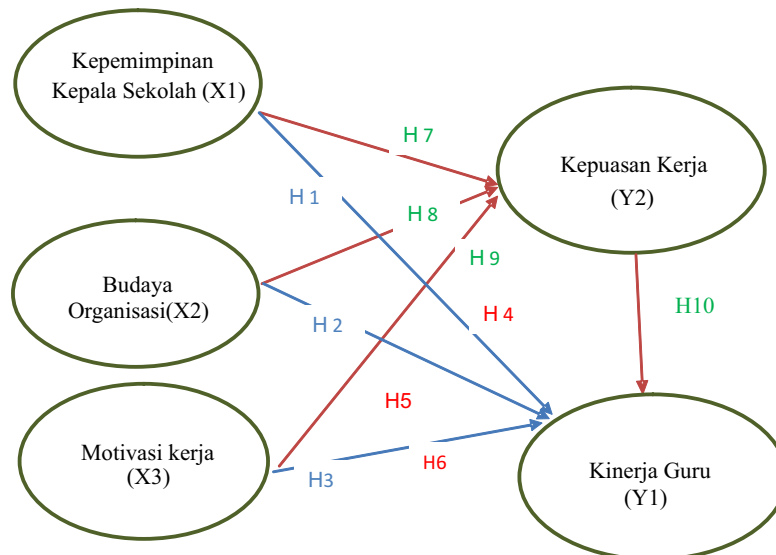 Kepemimpinan
Kepala Sekolah (X1)
H 7
Kepuasan Kerja
(Y2)
H 1
H 8
H 9
Budaya
Organisasi(X2)
H 2
H 4
H10
H5
Motivasi kerja
(X3)
H3
H6
Kinerja Guru
(Y1)